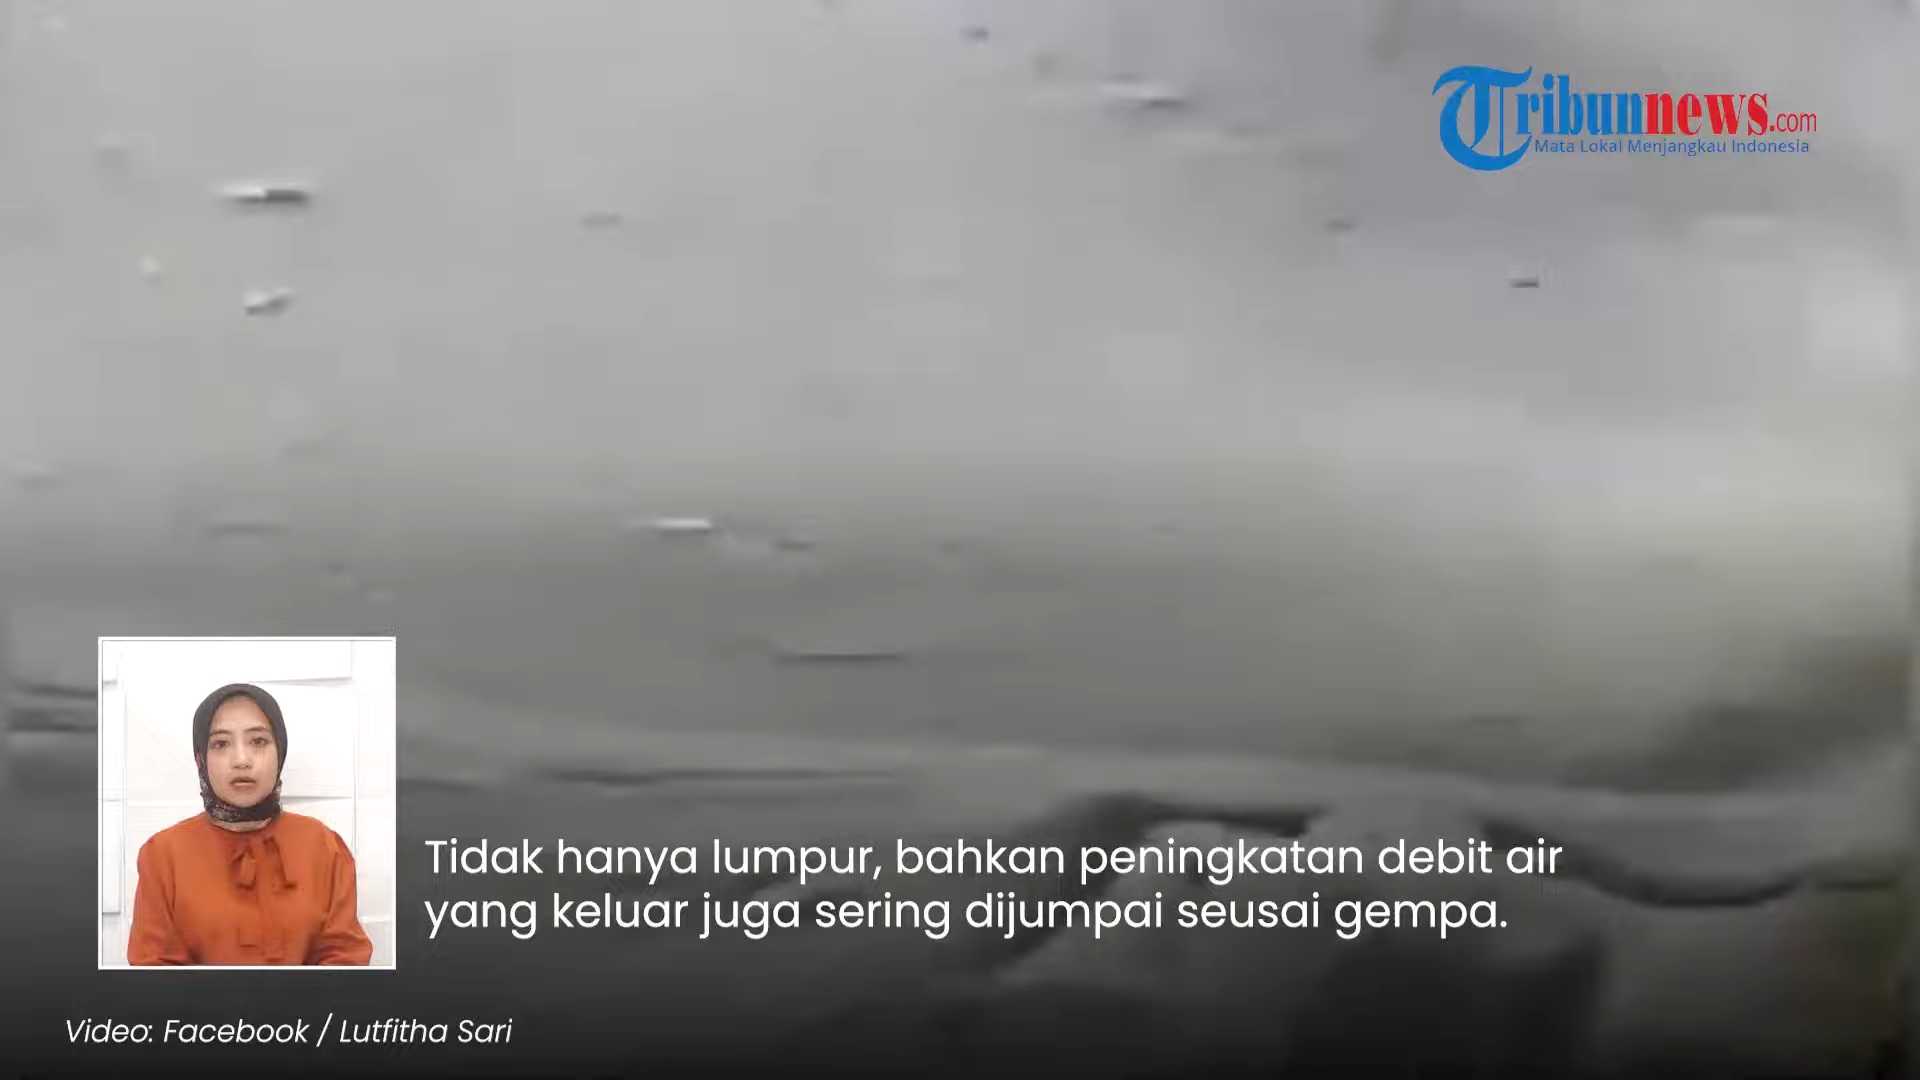 Tribunnews.com
Mata Lokal Menjangkau Indonesia
Tidak hanya lumpur, bahkan peningkatan debit air
yang keluar juga sering dijumpai seusai gempa.
Video: Facebook / Lutfitha Sari